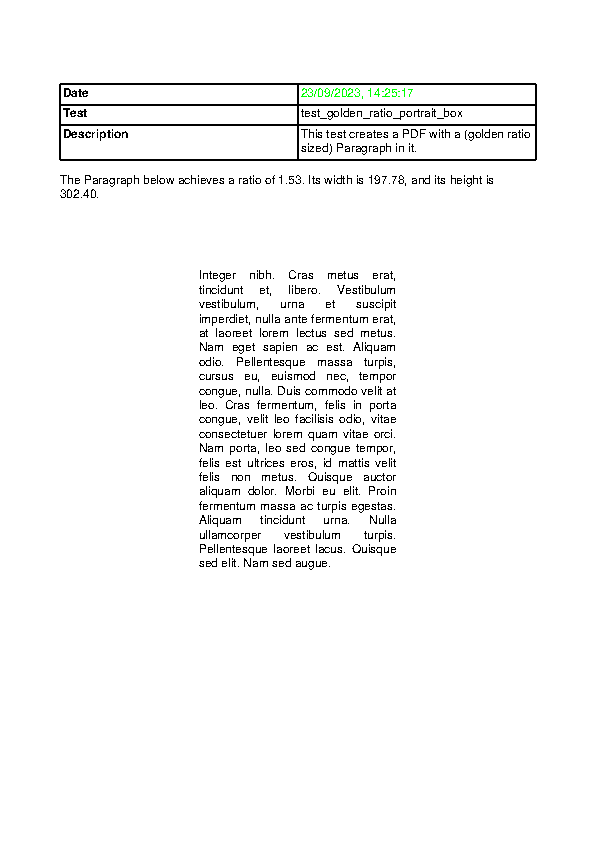 Date 23/09/2023, 14:25:17
Test test_golden_ratio_portrait_box
Description This test creates a PDF with a (golden ratio
sized) Paragraph in it.
The Paragraph below achieves a ratio of 1.53. Its width is 197.78, and its height is
302.40.
Integer nibh. Cras metus erat,
tincidunt et, libero. Vestibulum
vestibulum, urna et suscipit
imperdiet, nulla ante fermentum erat,
at laoreet lorem lectus sed metus.
Nam eget sapien ac est. Aliquam
odio. Pellentesque massa turpis,
cursus eu, euismod nec, tempor
congue, nulla. Duis commodo velit at
leo. Cras fermentum, felis in porta
congue, velit leo facilisis odio, vitae
consectetuer lorem quam vitae orci.
Nam porta, leo sed congue tempor,
felis est ultrices eros, id mattis velit
felis non metus. Quisque auctor
aliquam dolor. Morbi eu elit. Proin
fermentum massa ac turpis egestas.
Aliquam tincidunt urna. Nulla
ullamcorper vestibulum turpis.
Pellentesque laoreet lacus. Quisque
sed elit. Nam sed augue.